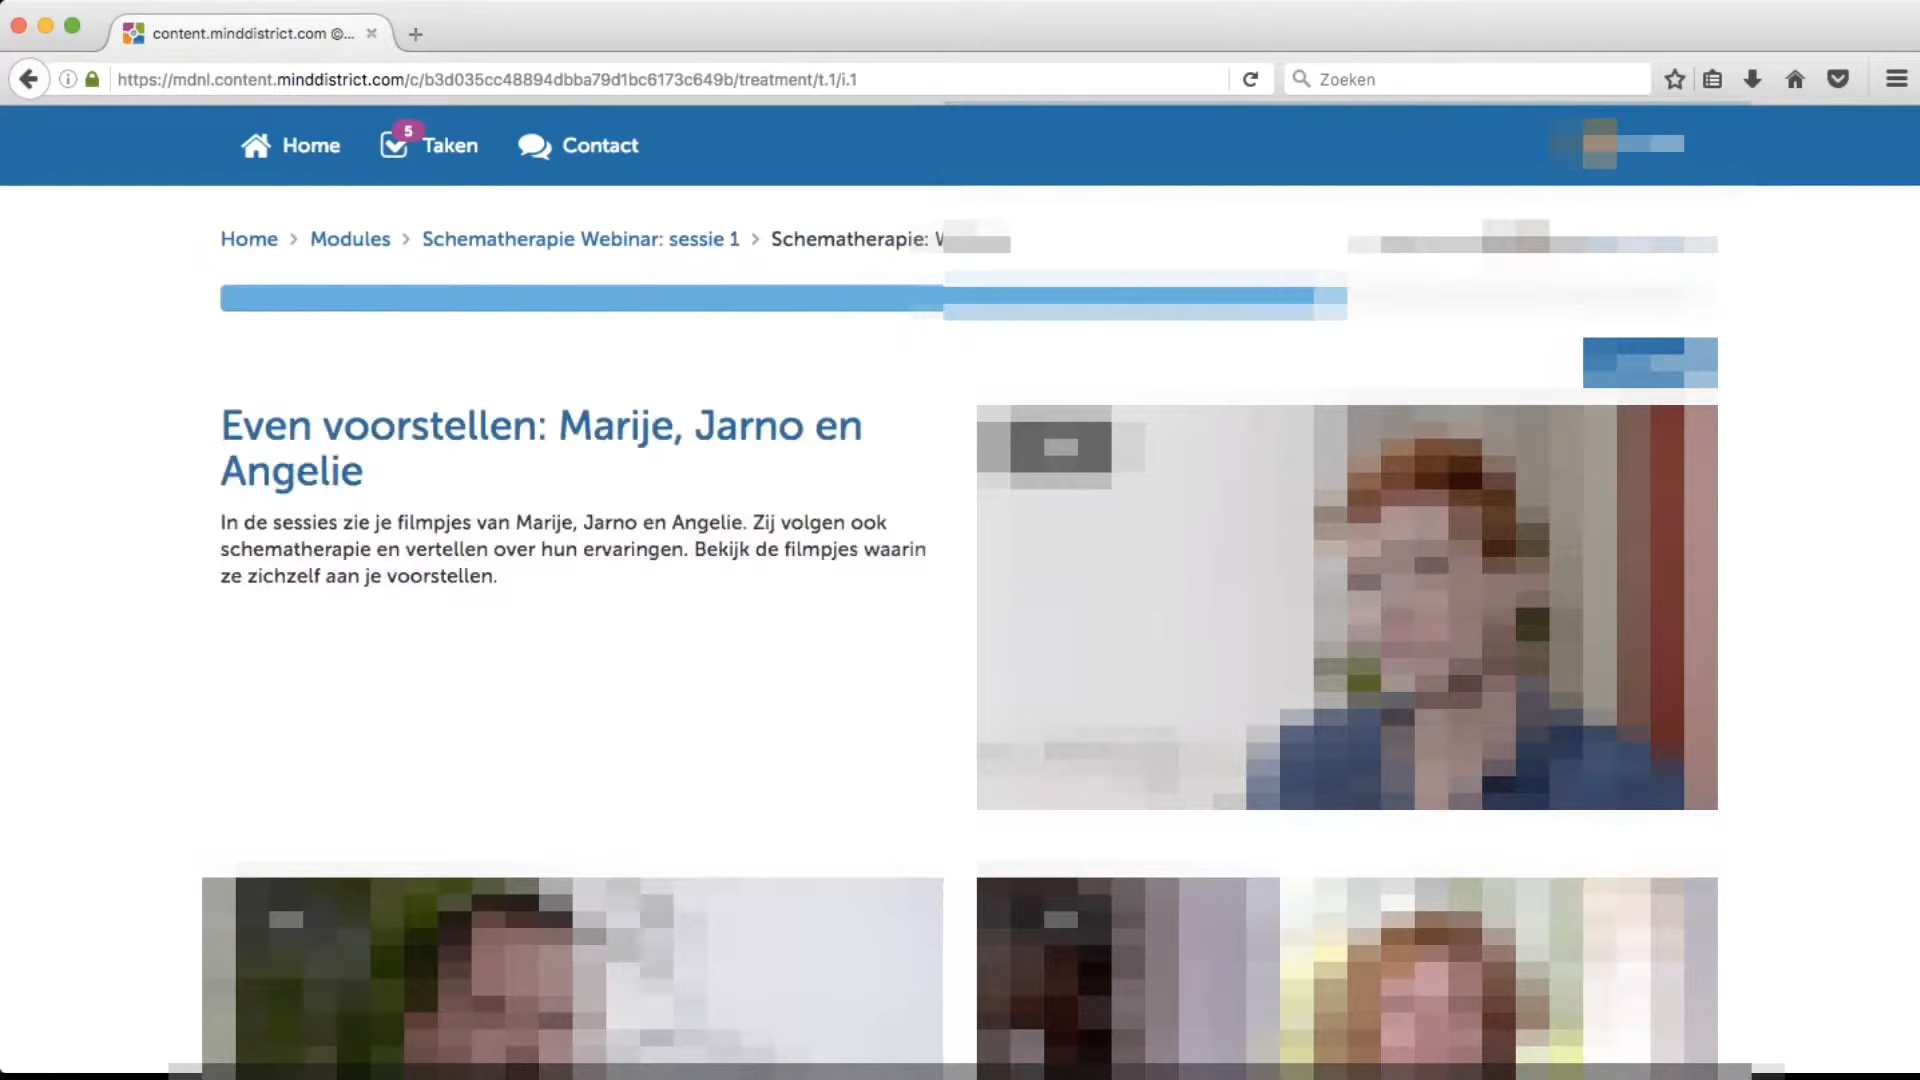 content.minddistrict.com @...
https://mdnl.content.minddistrict.com/c/b3d035cc48894dbba79d1bc6173c649b/treatment/t.1/i.1
Zoeken
Home
5
Taken
Contact
Home > Modules > Schematherapie Webinar: sessie 1 > Schematherapie:
Even voorstellen: Marije, Jarno en
Angelie
In de sessies zie je filmpjes van Marije, Jarno en Angelie. Zij volgen ook
schematherapie en vertellen over hun ervaringen. Bekijk de filmpjes waarin
ze zichzelf aan je voorstellen.